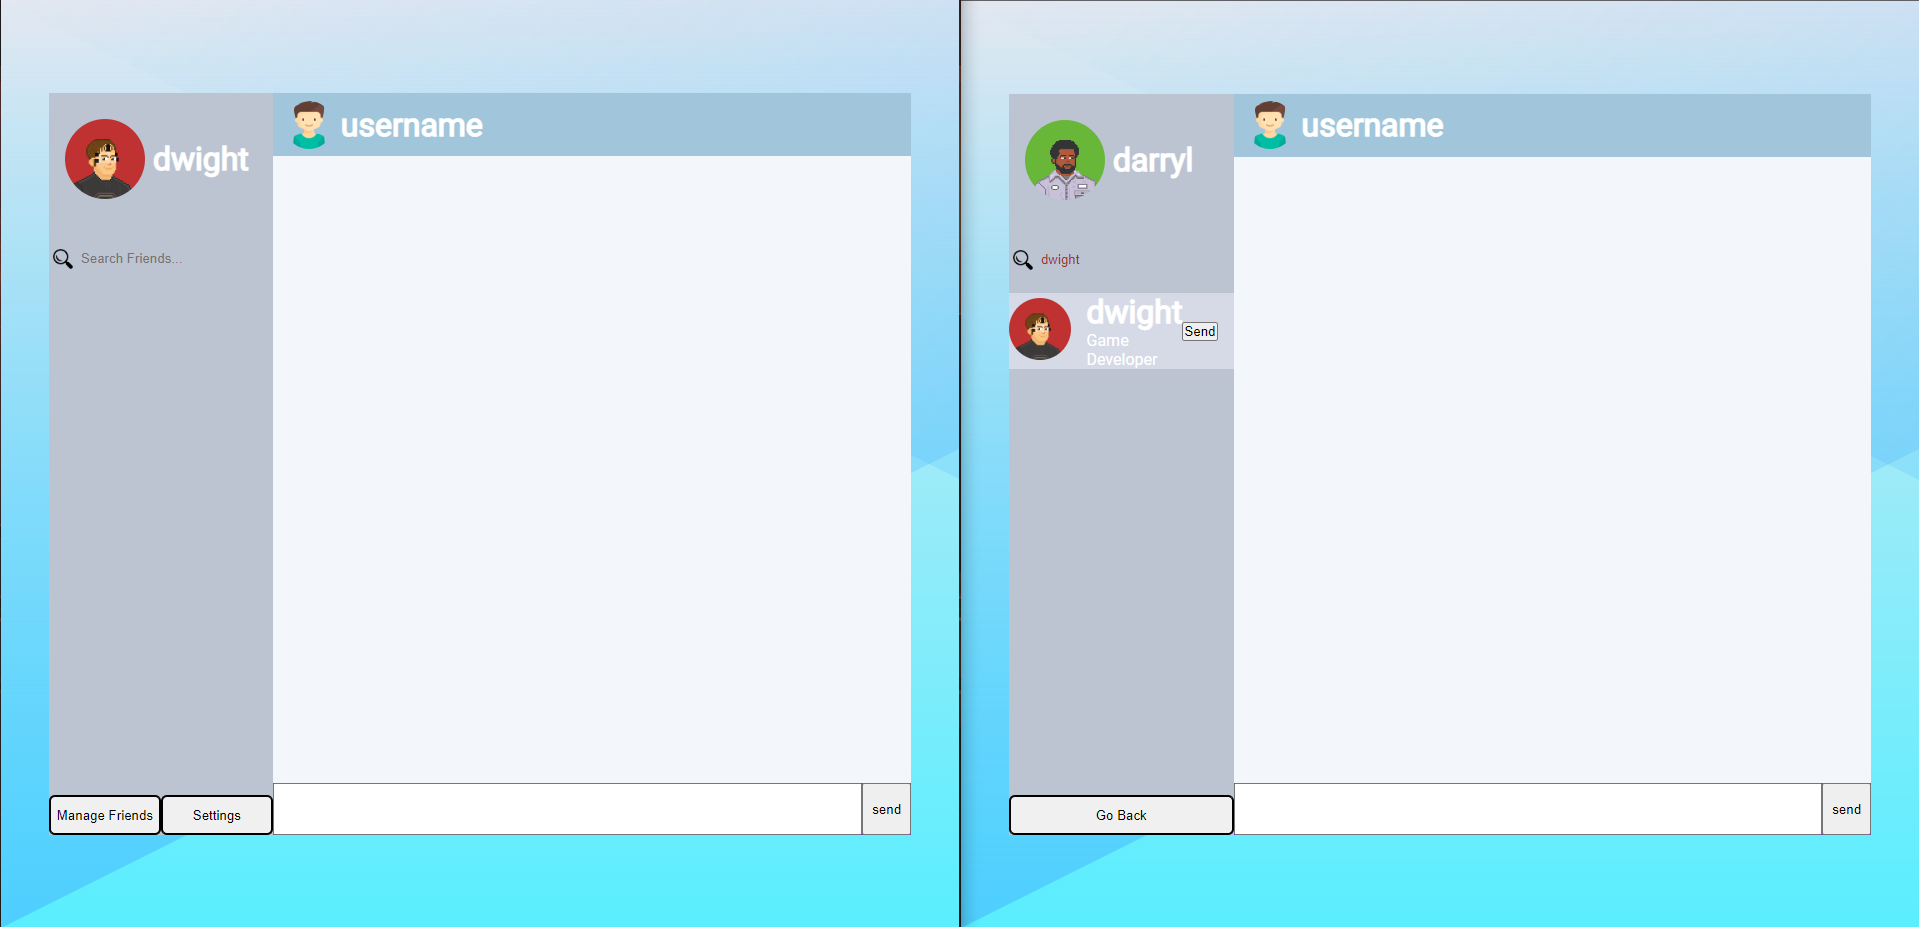 dwight
Search Friends...
Manage Friends
Settings
username
send
darryl
dwight
dwight
Game
Developer
Send
Go Back
username
send